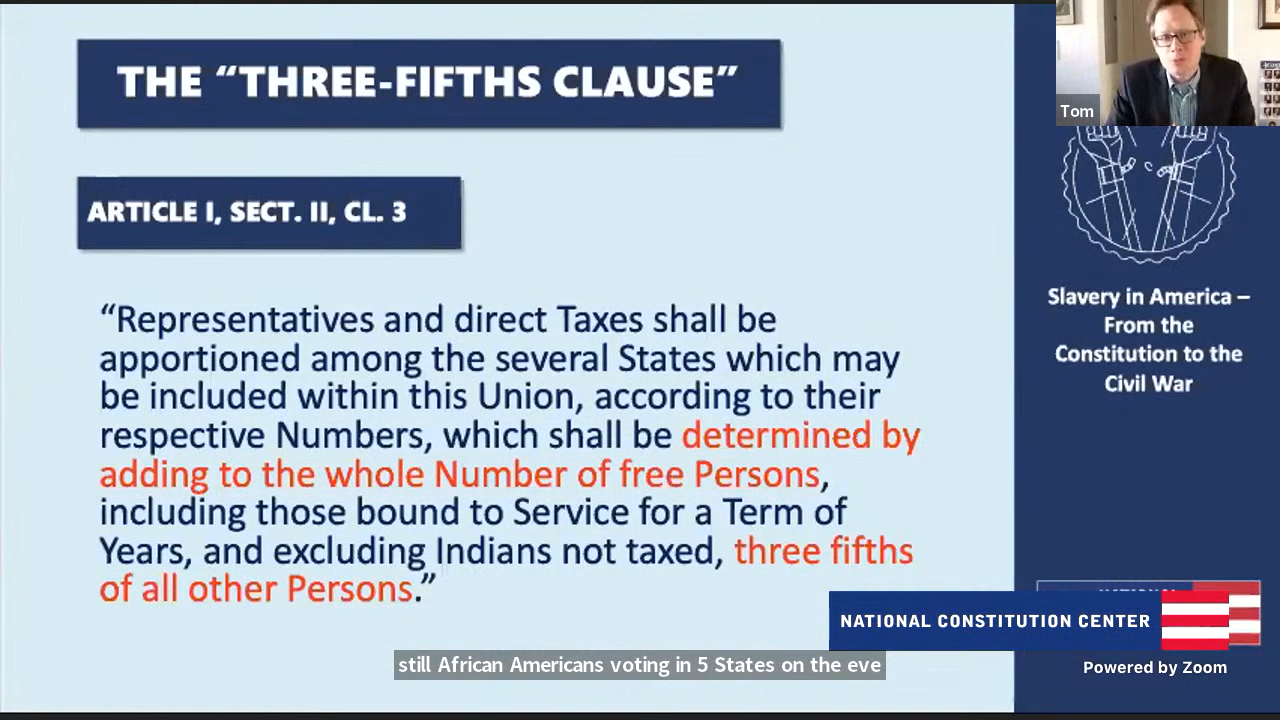 THE “THREE-FIFTHS CLAUSE”
ARTICLE I, SECT. II, CL. 3
“Representatives and direct Taxes shall be
apportioned among the several States which may
be included within this Union, according to their
respective Numbers, which shall be determined by
adding to the whole Number of free Persons,
including those bound to Service for a Term of
Years, and excluding Indians not taxed, three fifths
of all other Persons.”
Tom
Slavery in America –
From the
Constitution to the
Civil War
NATIONAL CONSTITUTION CENTER
still African Americans voting in 5 States on the eve
Powered by Zoom